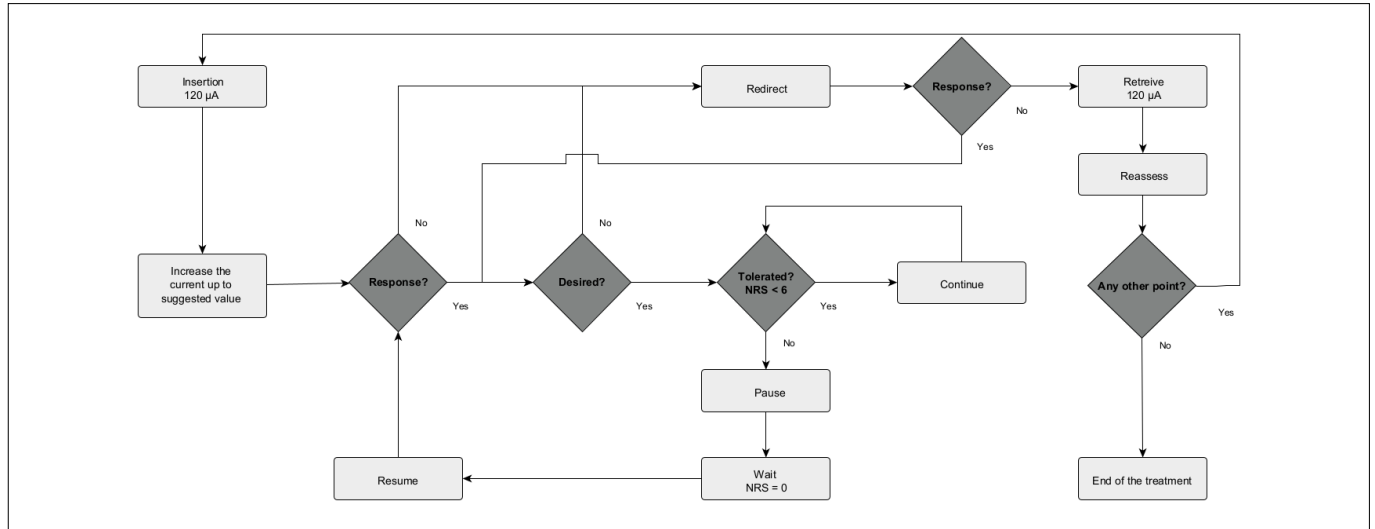 Insertion
120 µA
Redirect
Response?
No
Yes
Retreive
120 µA
Reassess
No
No
Increase the
current up to
suggested value
Response?
Yes
Desired?
Yes
Tolerated?
NRS < 6
Yes
Continue
Any other point?
Yes
No
No
Pause
Resume
Wait
NRS = 0
End of the treatment